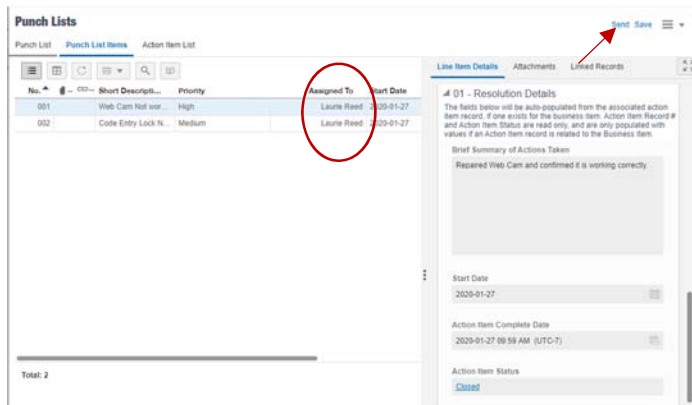 Punch Lists
Send Save
Punch List Punch List Items Action Item List
Line Item Details Attachments Linked Records
No. Short Descripti... Priority Assigned To Start Date
001 Web Cam Not wor... High Laurie Reed 2020-01-27
002 Code Entry Lock N... Medium Laurie Reed 2020-01-27
Total: 2
01 - Resolution Details
The fields below will be auto-populated from the associated action
item record, if one exists for the business item. Action Item Record #
and Action Item Status are read only, and are only populated with
values if an Action Item record is related to the Business Item.
Brief Summary of Actions Taken
Repaired Web Cam and confirmed it is working correctly.
Start Date
2020-01-27
Action Item Complete Date
2020-01-27 09:59 AM (UTC-7)
Action Item Status
Closed